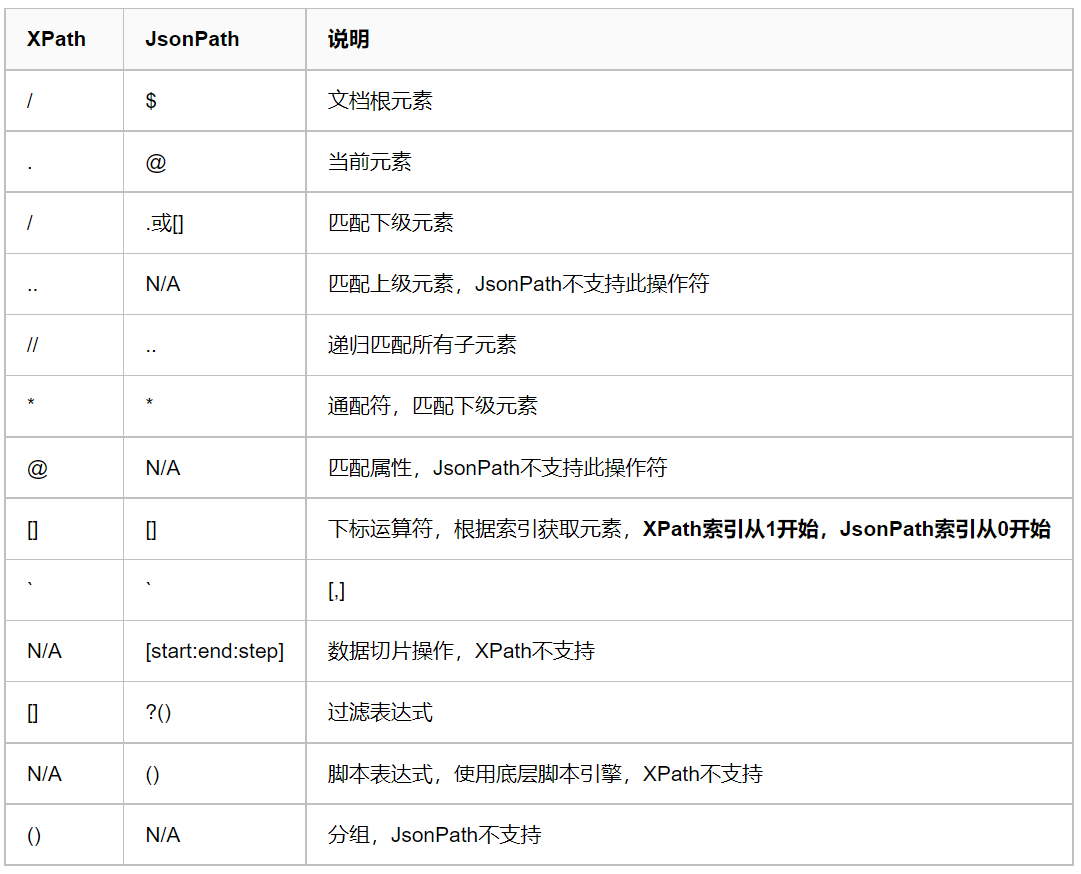 XPath JsonPath 说明
/ $ 文档根元素
. @ 当前元素
/ .或[] 匹配下级元素
.. N/A 匹配上级元素，JsonPath不支持此操作符
// .. 递归匹配所有子元素
* * 通配符，匹配下级元素
@ N/A 匹配属性，JsonPath不支持此操作符
[] [] 下标运算符，根据索引获取元素，XPath索引从1开始，JsonPath索引从0开始
` ` [,]
N/A [start:end:step] 数据切片操作，XPath不支持
[] ?() 过滤表达式
N/A () 脚本表达式，使用底层脚本引擎，XPath不支持
() N/A 分组，JsonPath不支持